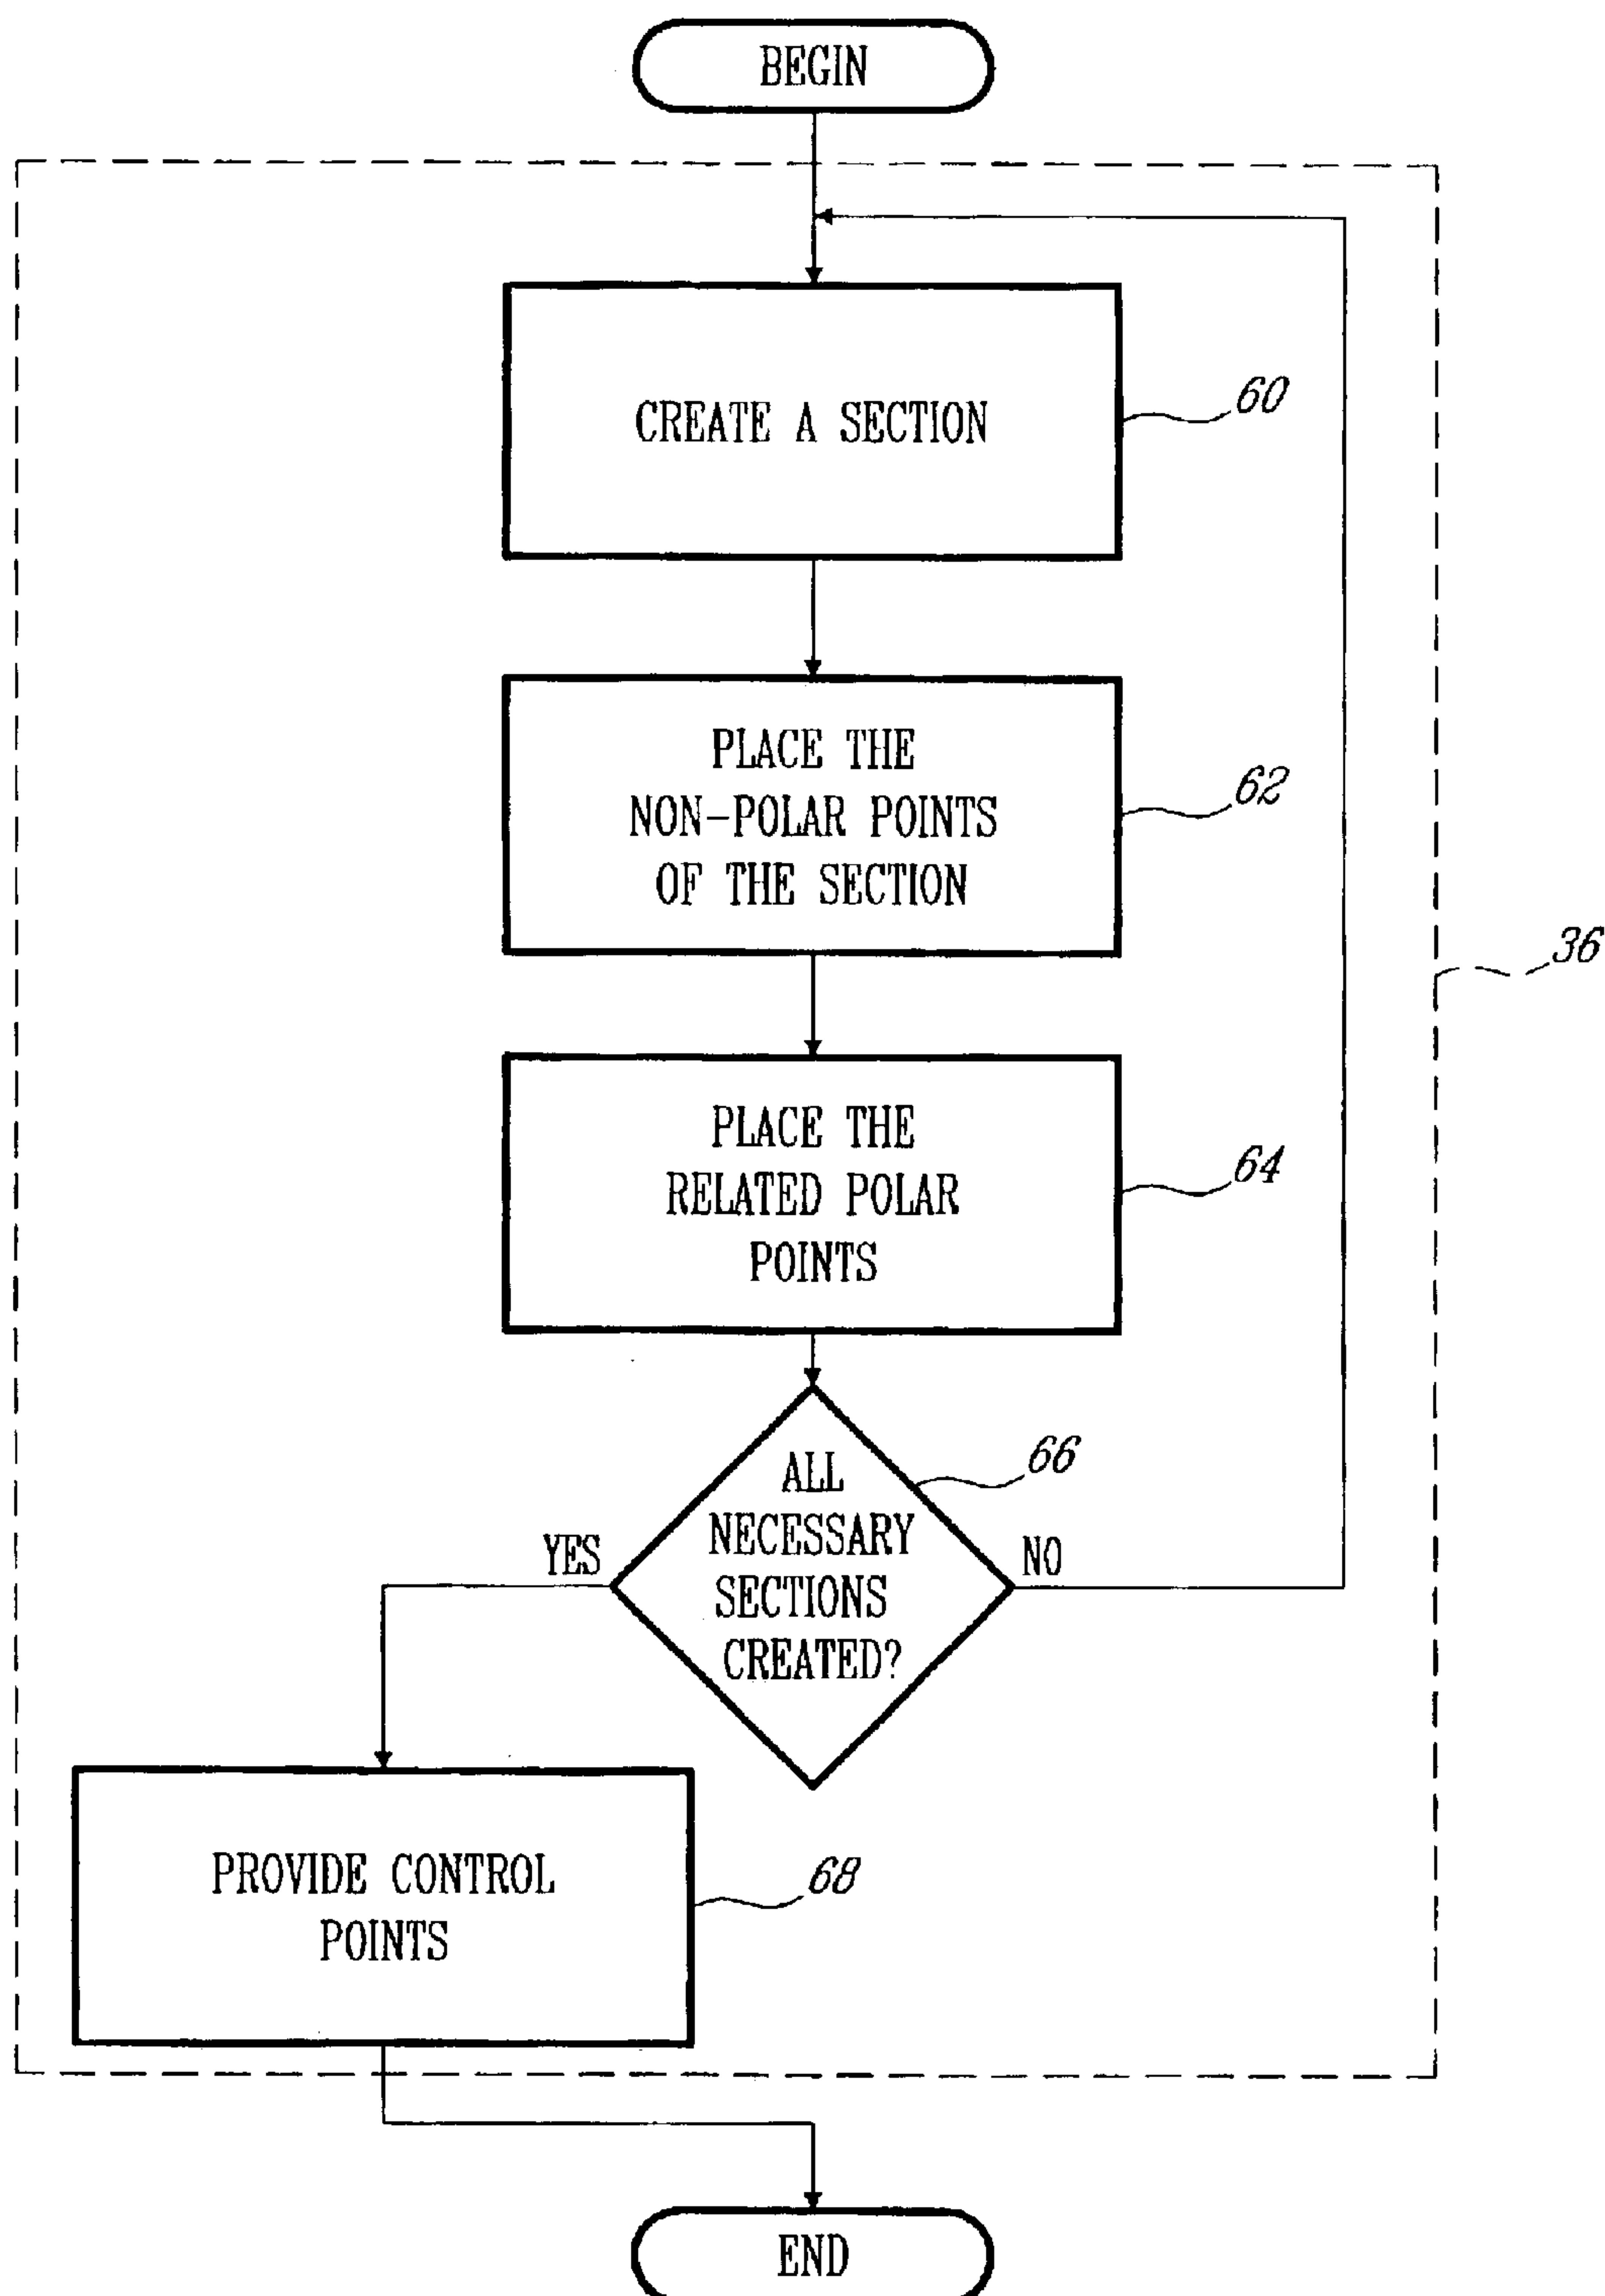 BEGIN
CREATE A SECTION
60
PLACE THE
NON-POLAR POINTS
OF THE SECTION
62
36
PLACE THE
RELATED POLAR
POINTS
64
ALL
NECESSARY
SECTIONS
CREATED?
66
YES
NO
PROVIDE CONTROL
POINTS
68
END